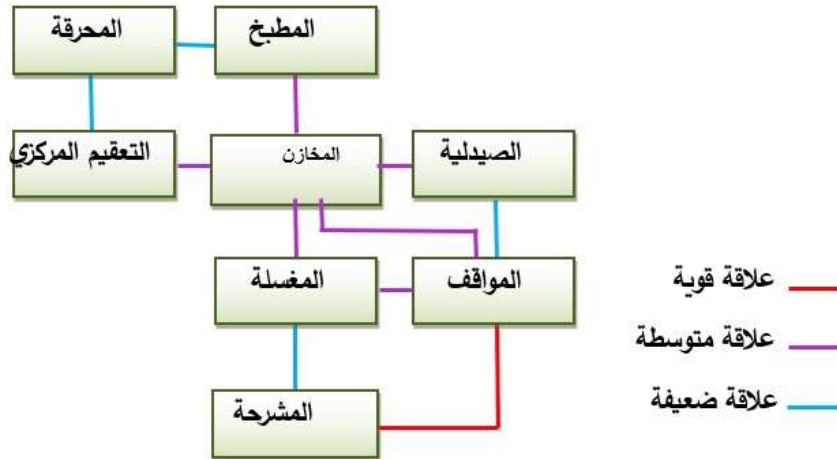 المطبخ
المحرقة
الصيدلية
المخازن
التعقيم المركزي
المواقف
المغسلة
المشرحة
علاقة قوية
علاقة متوسطة
علاقة ضعيفة